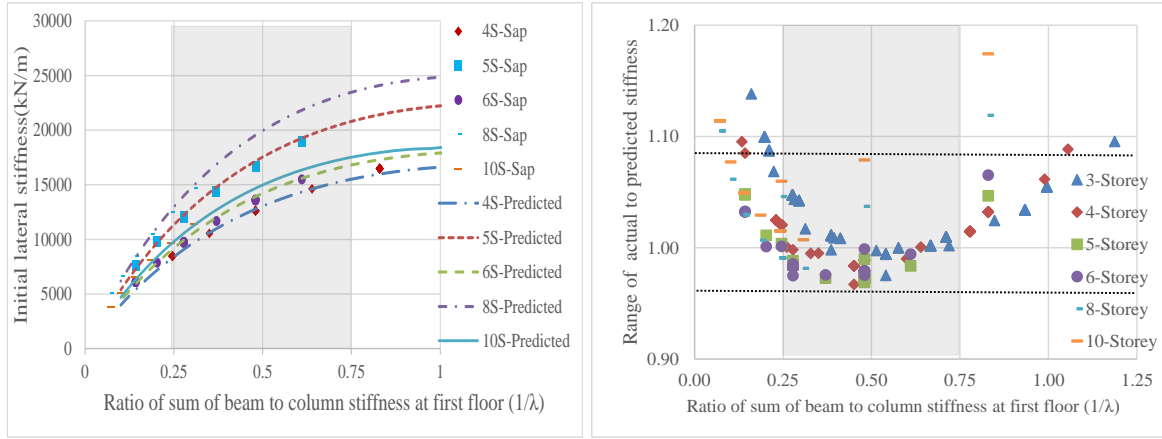 Initial lateral stiffness(kN/m)
30000
25000
20000
15000
10000
5000
0
0
0.25
0.5
0.75
1
Ratio of sum of beam to column stiffness at first floor (1/λ)
4S-Sap
5S-Sap
6S-Sap
8S-Sap
10S-Sap
4S-Predicted
5S-Predicted
6S-Predicted
8S-Predicted
10S-Predicted
Range of  actual to predicted stiffness
1.20
1.10
1.00
0.90
0.00
0.25
0.50
0.75
1.00
1.25
Ratio of sum of beam to column stiffness at first floor (1/λ)
3-Storey
4-Storey
5-Storey
6-Storey
8-Storey
10-Storey